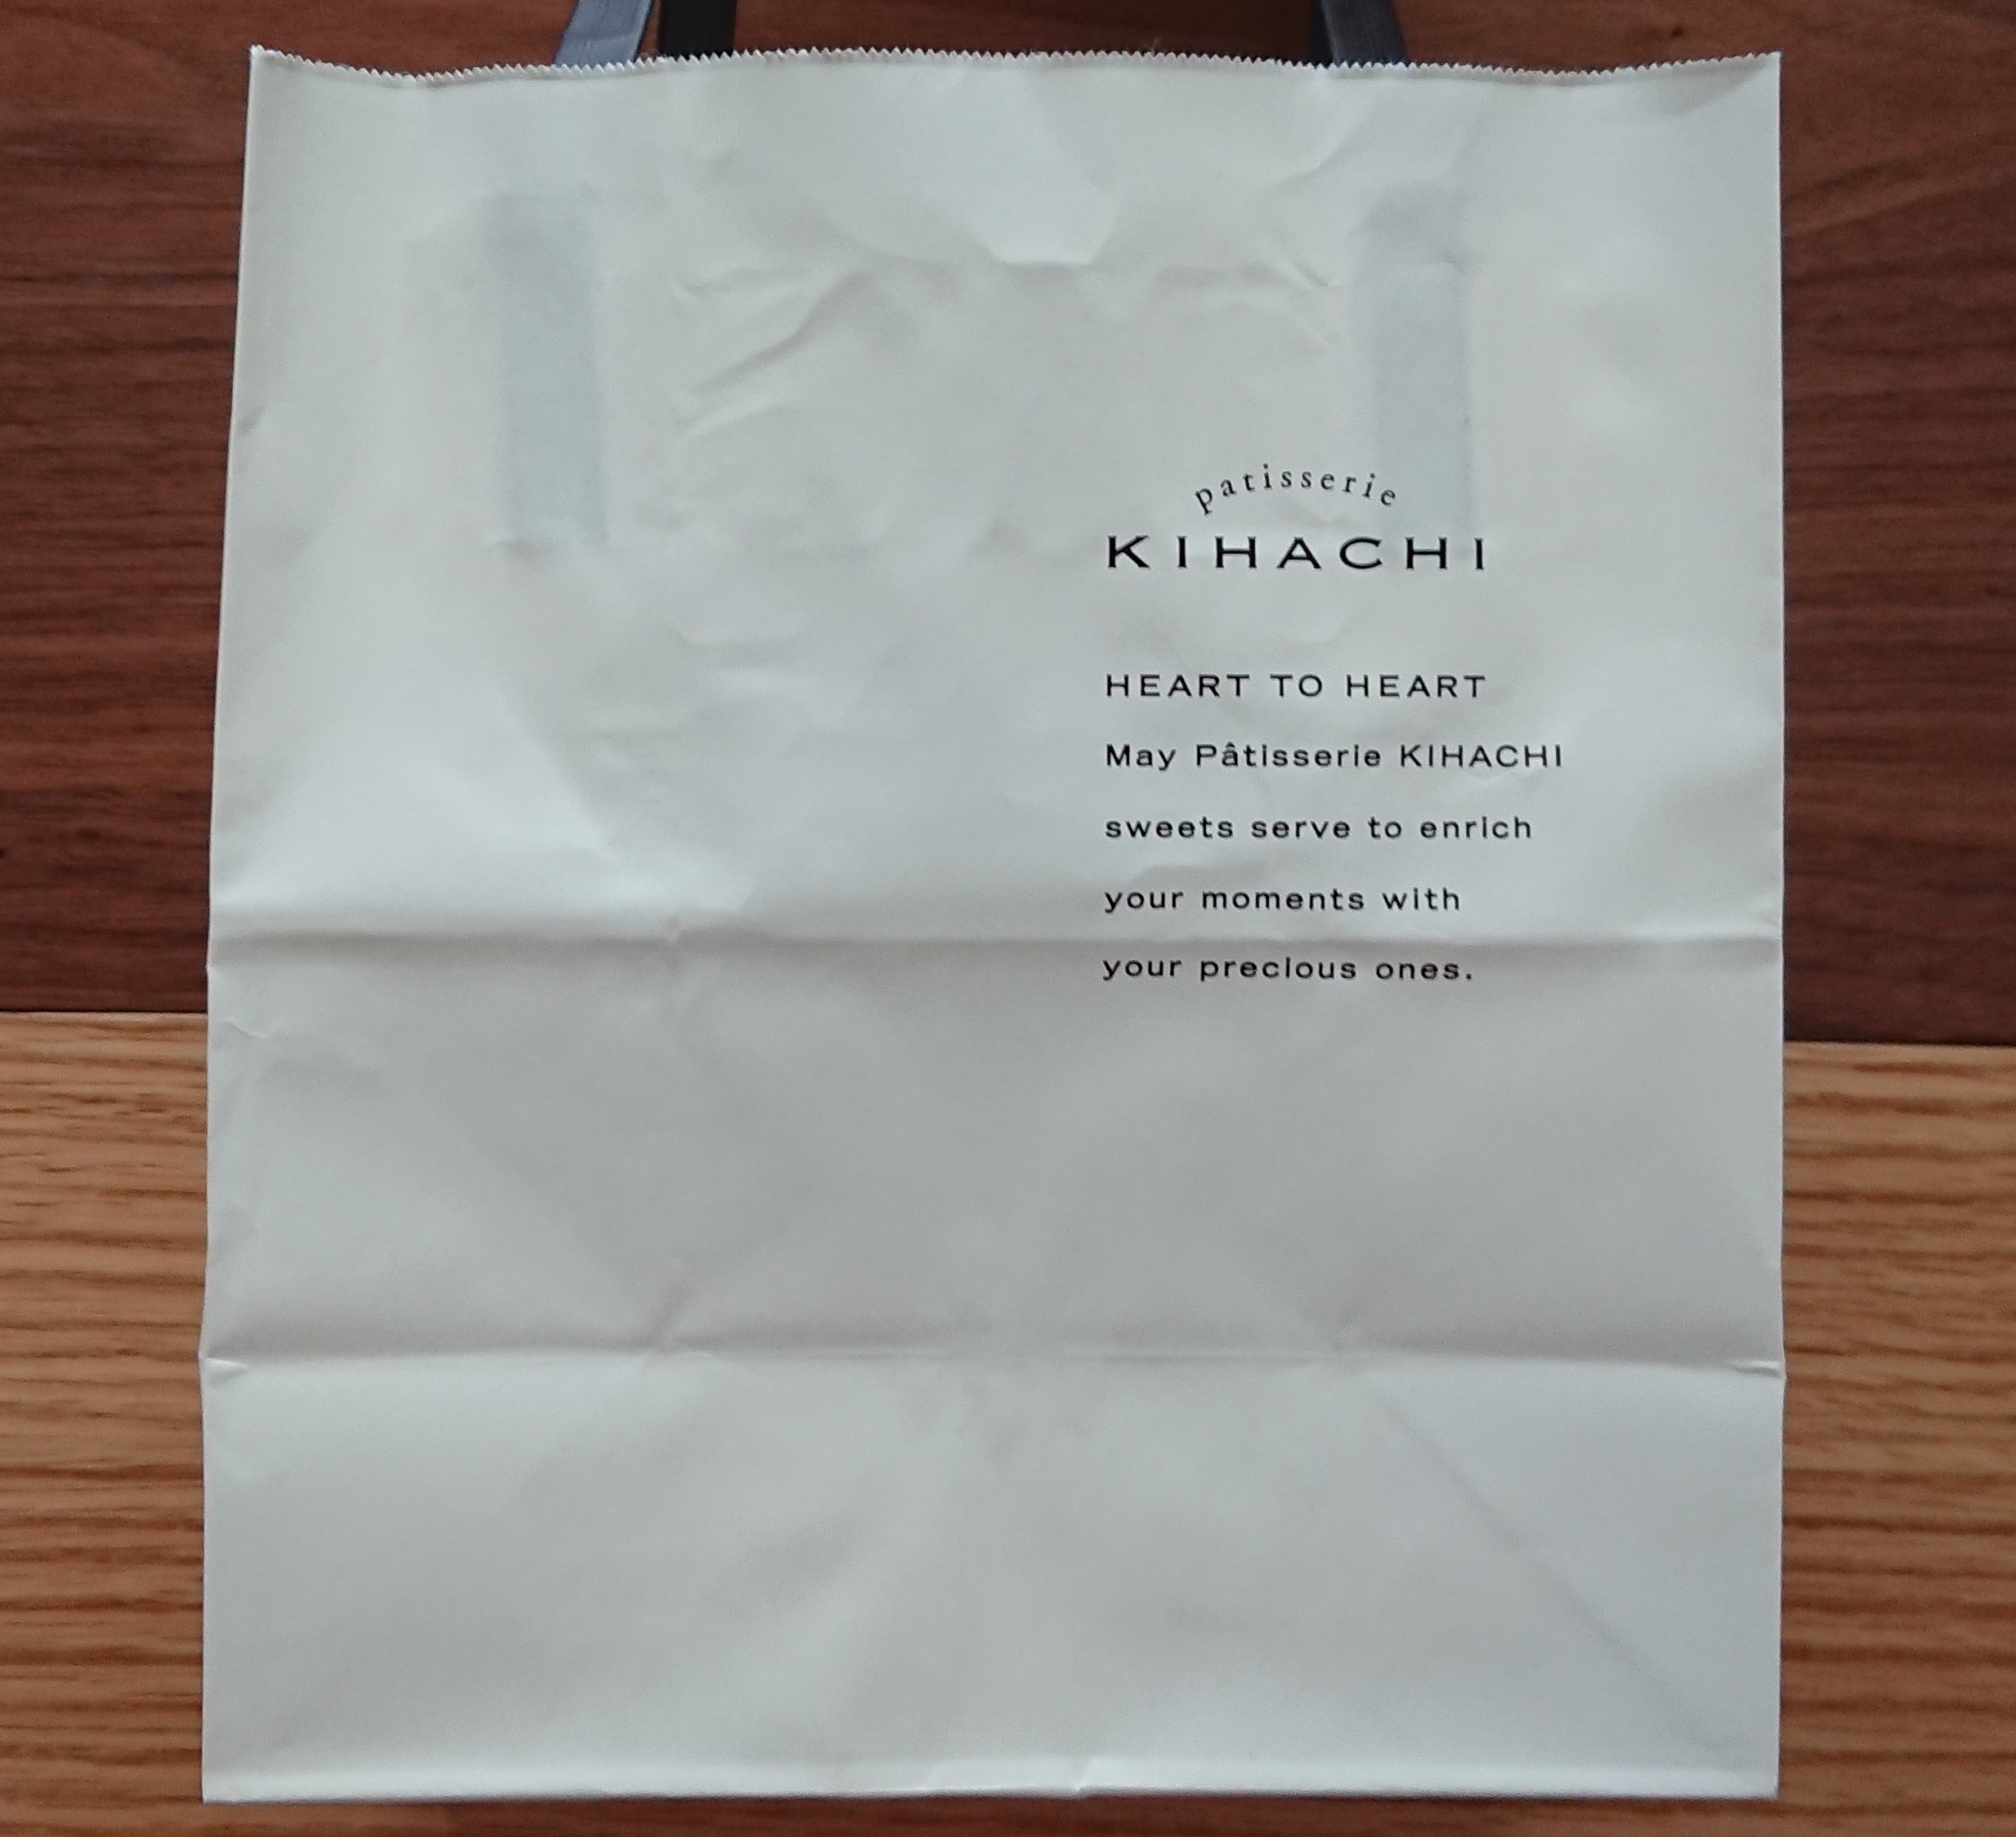 patisserie
KIHACHI
HEART TO HEART
May Pâtisserie KIHACHI
sweets serve to enrich
your moments with
your precious ones.